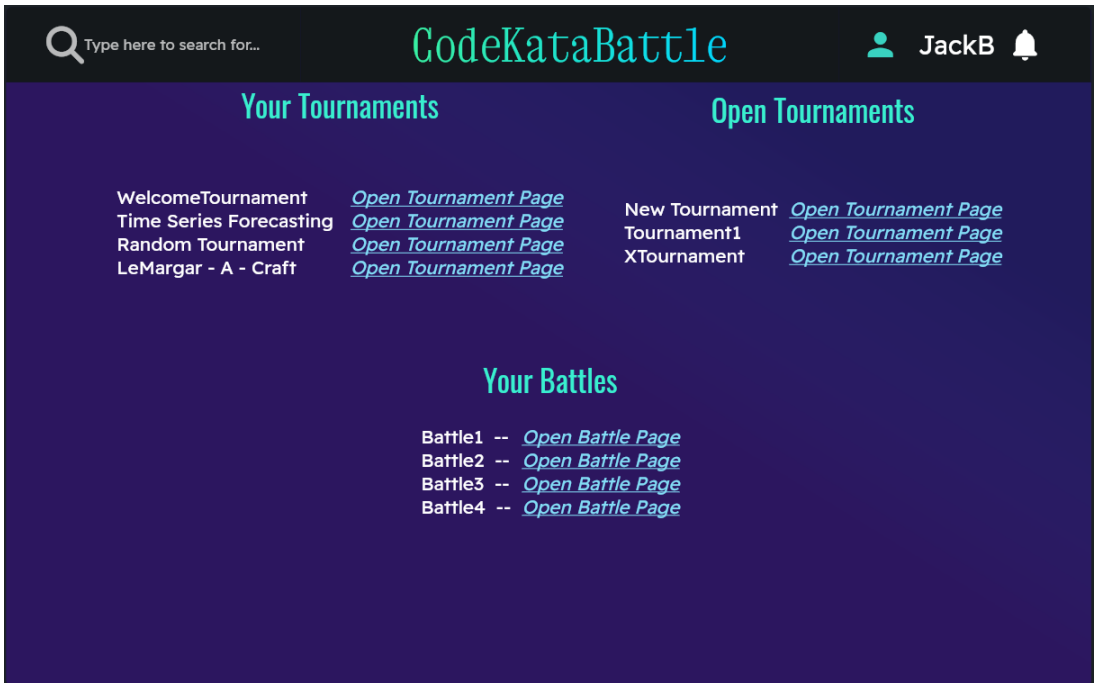 Type here to search for...
CodeKataBattle
JackB
Your Tournaments
WelcomeTournament Open Tournament Page
Time Series Forecasting Open Tournament Page
Random Tournament Open Tournament Page
LeMargar - A - Craft Open Tournament Page
Open Tournaments
New Tournament Open Tournament Page
Tournament1 Open Tournament Page
XTournament Open Tournament Page
Your Battles
Battle1 -- Open Battle Page
Battle2 -- Open Battle Page
Battle3 -- Open Battle Page
Battle4 -- Open Battle Page